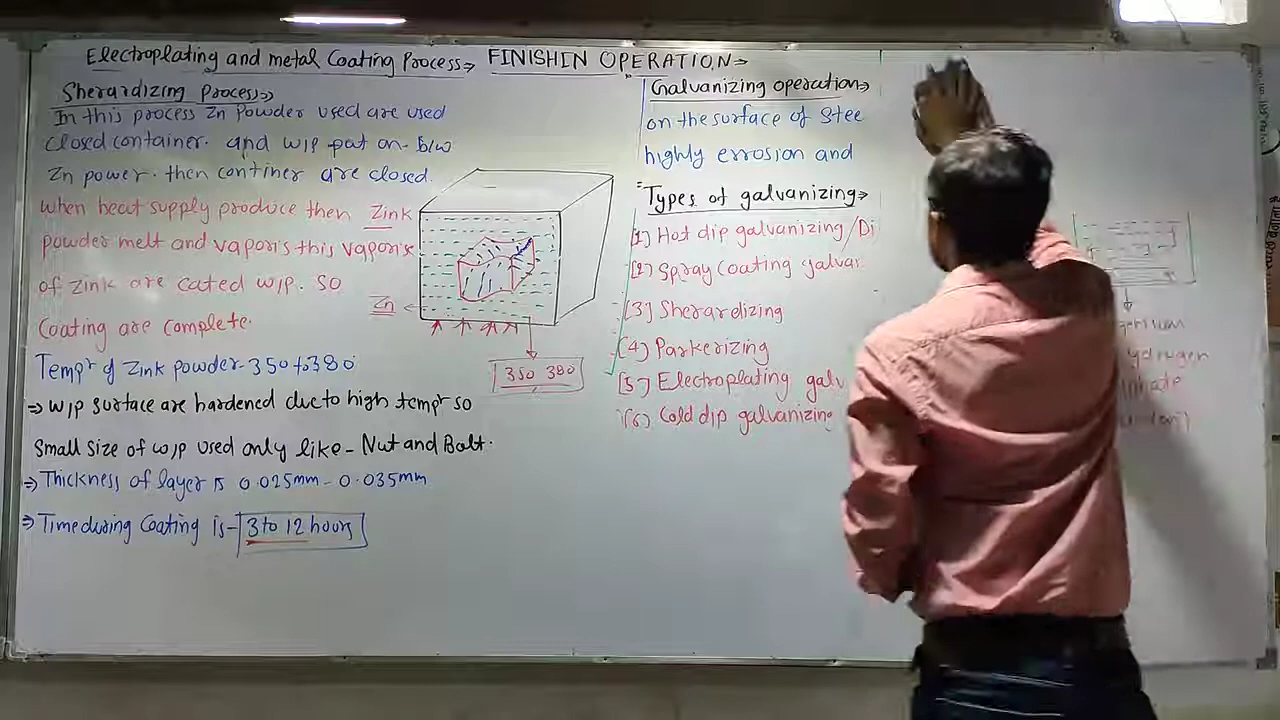 Electroplating and metal Coating Process⇒ FINISHIN OPERATION⇒
Sherardizing Process⇒
In this process Zn Powder used are used
closed container. and W/P put on. b/w
Zn power. then continer are closed.
when heat supply produce then Zink
powder melt and vaporis this vaporise
of zink are cated w/p. so
Coating are complete.
Tempr of Zink powder-350 to 380
⇒ W/P surface are hardened due to high tempr so
Small size of w/p used only like - Nut and Bolt.
⇒ Thickness of layer is 0.025mm - 0.035mm
⇒ Time during Coating is- 3 to 12 hours
Zn
350 380
Galvanizing operation⇒
on the surface of Stee
highly errosion and
Types of galvanizing⇒
[1] Hot dip galvanizing/Di
[2] Spray Coating galva
[3] Sherardizing
[4] Parkerizing
[5] Electroplating galv
[6] Cold dip galvanizing
ydrogen